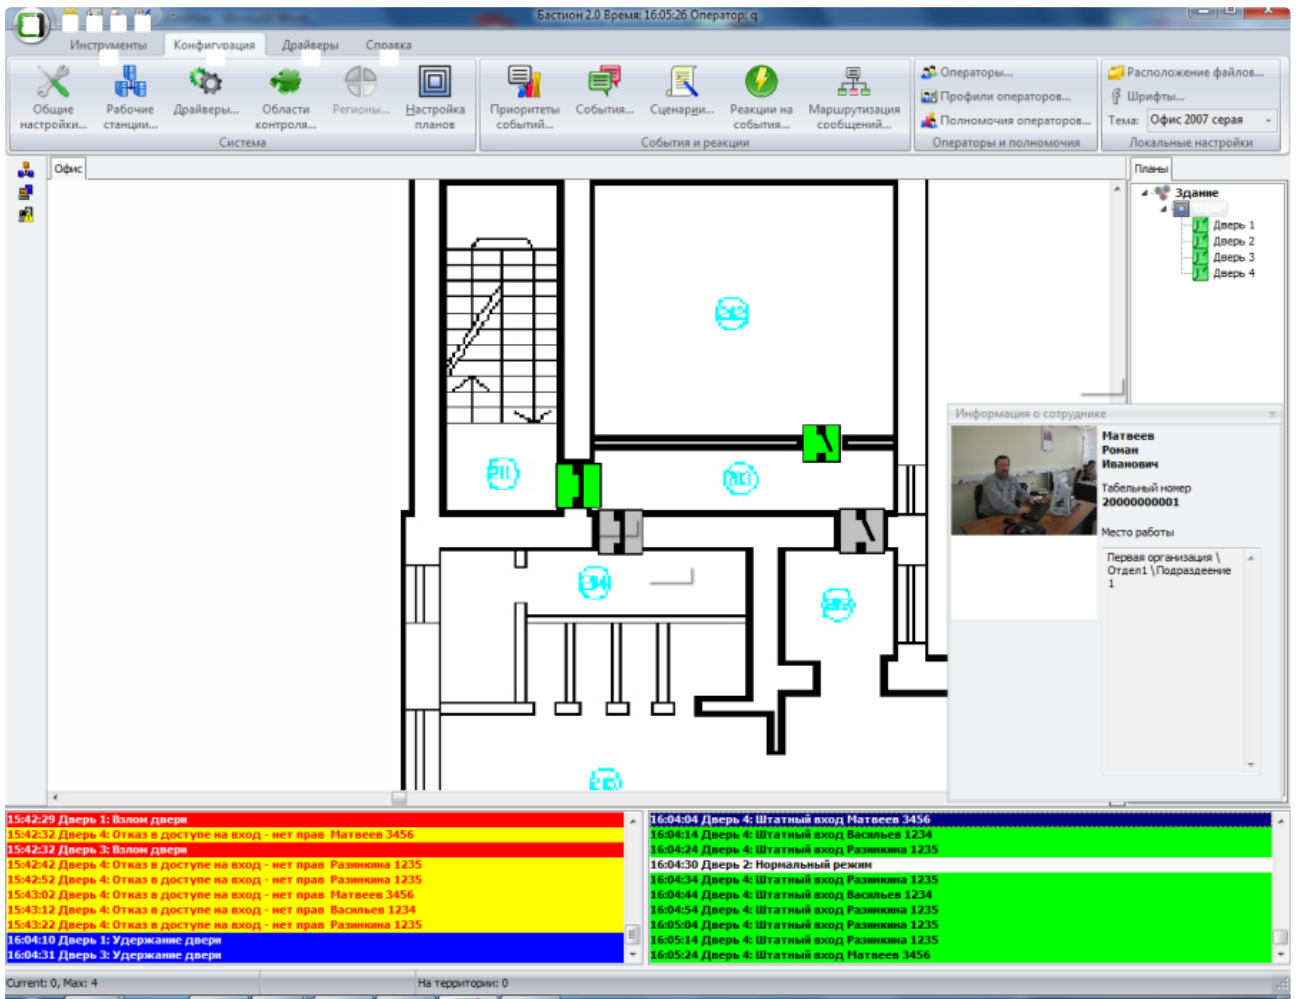 Бастион 2.0 Время: 16:05:26 Оператор: q
Инструменты Конфигурация Драйверы Справка
Общие настройки...
Рабочие станции...
Драйверы...
Области контроля...
Регионы...
Настройка планов
Система
Приоритеты событий...
События...
Сценарии...
Реакции на события...
Маршрутизация сообщений...
События и реакции
Операторы...
Профили операторов...
Полномочия операторов...
Операторы и полномочия
Расположение файлов...
Шрифты...
Тема: Офис 2007 серая
Локальные настройки
Офис
Планы
Здание
Дверь 1
Дверь 2
Дверь 3
Дверь 4
Информация о сотруднике
Матвеев
Роман
Иванович
Табельный номер
20000000001
Место работы
Первая организация \
Отдел1 \Подраздеение
1
15:42:29 Дверь 1: Взлом двери
15:42:32 Дверь 4: Отказ в доступе на вход - нет прав Матвеев 3456
15:42:32 Дверь 3: Взлом двери
15:42:42 Дверь 4: Отказ в доступе на вход - нет прав Разинкина 1235
15:42:52 Дверь 4: Отказ в доступе на вход - нет прав Разинкина 1235
15:43:02 Дверь 4: Отказ в доступе на вход - нет прав Матвеев 3456
15:43:12 Дверь 4: Отказ в доступе на вход - нет прав Васильев 1234
15:43:22 Дверь 4: Отказ в доступе на вход - нет прав Разинкина 1235
16:04:10 Дверь 1: Удержание двери
16:04:31 Дверь 3: Удержание двери
16:04:04 Дверь 4: Штатный вход Матвеев 3456
16:04:14 Дверь 4: Штатный вход Васильев 1234
16:04:24 Дверь 4: Штатный вход Разинкина 1235
16:04:30 Дверь 2: Нормальный режим
16:04:34 Дверь 4: Штатный вход Разинкина 1235
16:04:44 Дверь 4: Штатный вход Васильев 1234
16:04:54 Дверь 4: Штатный вход Разинкина 1235
16:05:04 Дверь 4: Штатный вход Разинкина 1235
16:05:14 Дверь 4: Штатный вход Разинкина 1235
16:05:24 Дверь 4: Штатный вход Матвеев 3456
Current: 0, Max: 4
На территории: 0